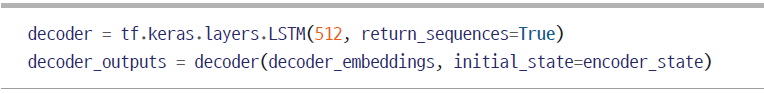 decoder = tf.keras.layers.LSTM(512, return_sequences=True)
decoder_outputs = decoder(decoder_embeddings, initial_state=encoder_state)